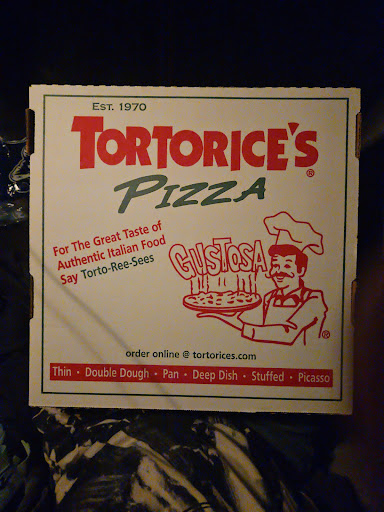 EST. 1970
TORTORICE'S®
PIZZA
For The Great Taste of
Authentic Italian Food
Say Torto-Ree-Sees
GUSTOSA
®
order online @ tortorices.com
Thin • Double Dough • Pan • Deep Dish • Stuffed • Picasso